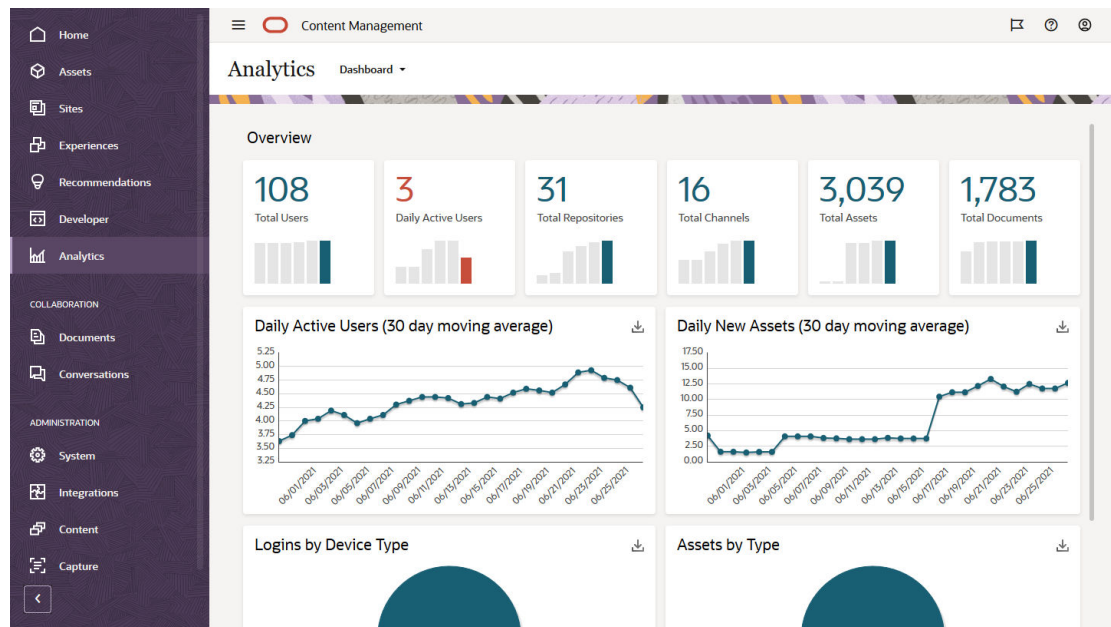 Home
Assets
Sites
Experiences
Recommendations
Developer
Analytics
COLLABORATION
Documents
Conversations
ADMINISTRATION
System
Integrations
Content
Capture
Content Management
Analytics Dashboard
Overview
108
Total Users
3
Daily Active Users
31
Total Repositories
16
Total Channels
3,039
Total Assets
1,783
Total Documents
Daily Active Users (30 day moving average)
5.25
5.00
4.75
4.50
4.25
4.00
3.75
3.50
3.25
06/01/2021 06/03/2021 06/05/2021 06/07/2021 06/09/2021 06/11/2021 06/13/2021 06/15/2021 06/17/2021 06/19/2021 06/21/2021 06/23/2021 06/25/2021
Daily New Assets (30 day moving average)
17.50
15.00
12.50
10.00
7.50
5.00
2.50
0.00
06/01/2021 06/03/2021 06/05/2021 06/07/2021 06/09/2021 06/11/2021 06/13/2021 06/15/2021 06/17/2021 06/19/2021 06/21/2021 06/23/2021 06/25/2021
Logins by Device Type
Assets by Type